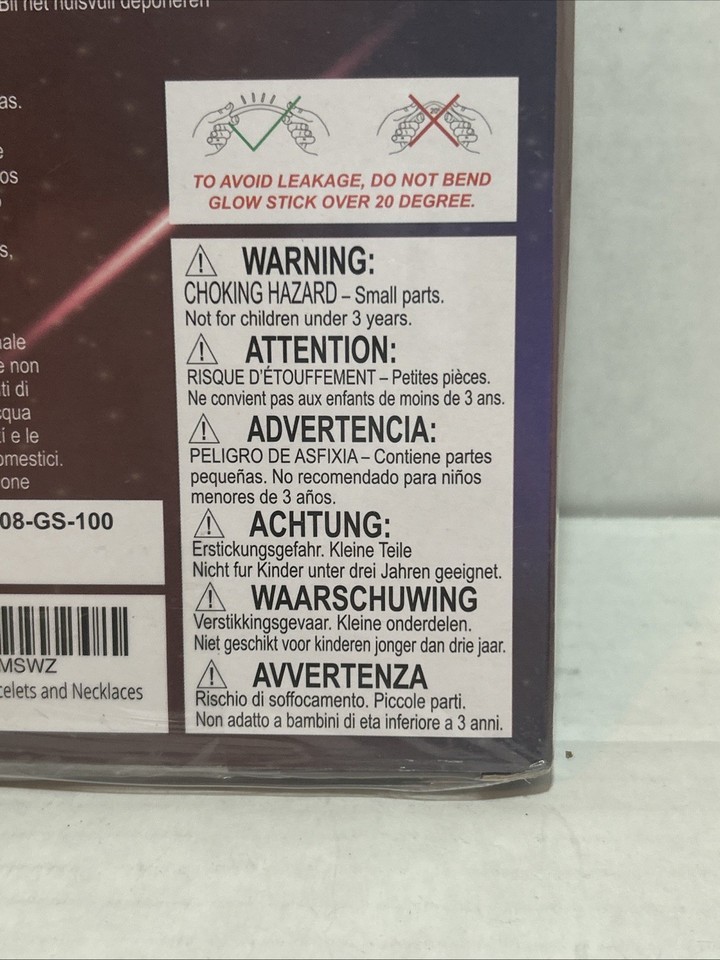 Bij het huisvuil deponeren
as.
e
os
s,
TO AVOID LEAKAGE, DO NOT BEND
GLOW STICK OVER 20 DEGREE.
WARNING:
CHOKING HAZARD – Small parts.
Not for children under 3 years.
ATTENTION:
RISQUE D'ÉTOUFFEMENT – Petites pièces.
Ne convient pas aux enfants de moins de 3 ans.
ADVERTENCIA:
PELIGRO DE ASFIXIA – Contiene partes
pequeñas. No recomendado para niños
menores de 3 años.
ACHTUNG:
Erstickungsgefahr. Kleine Teile
Nicht fur Kinder unter drei Jahren geeignet.
WAARSCHUWING
Verstikkingsgevaar. Kleine onderdelen.
Niet geschikt voor kinderen jonger dan drie jaar.
AVVERTENZA
Rischio di soffocamento. Piccole parti.
Non adatto a bambini di eta inferiore a 3 anni.
nale
e non
ti di
cqua
i e le
omestici.
one
08-GS-100
MSWZ
celets and Necklaces